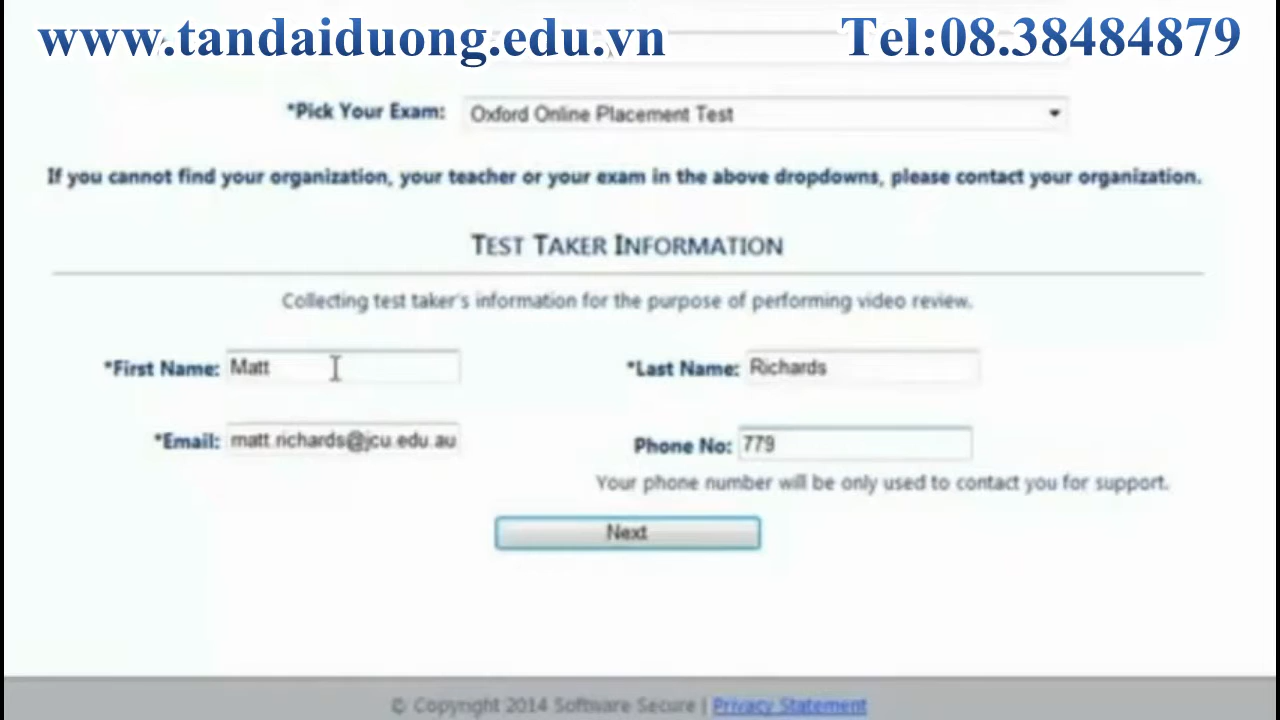 www.tandaiduong.edu.vn Tel:08.38484879
*Pick Your Exam: Oxford Online Placement Test
If you cannot find your organization, your teacher or your exam in the above dropdowns, please contact your organization.
TEST TAKER INFORMATION
Collecting test taker's information for the purpose of performing video review.
*First Name: Matt *Last Name: Richards
*Email: matt.richards@jcu.edu.au Phone No: 779
Your phone number will be only used to contact you for support.
Next
© Copyright 2014 Software Secure | Privacy Statement